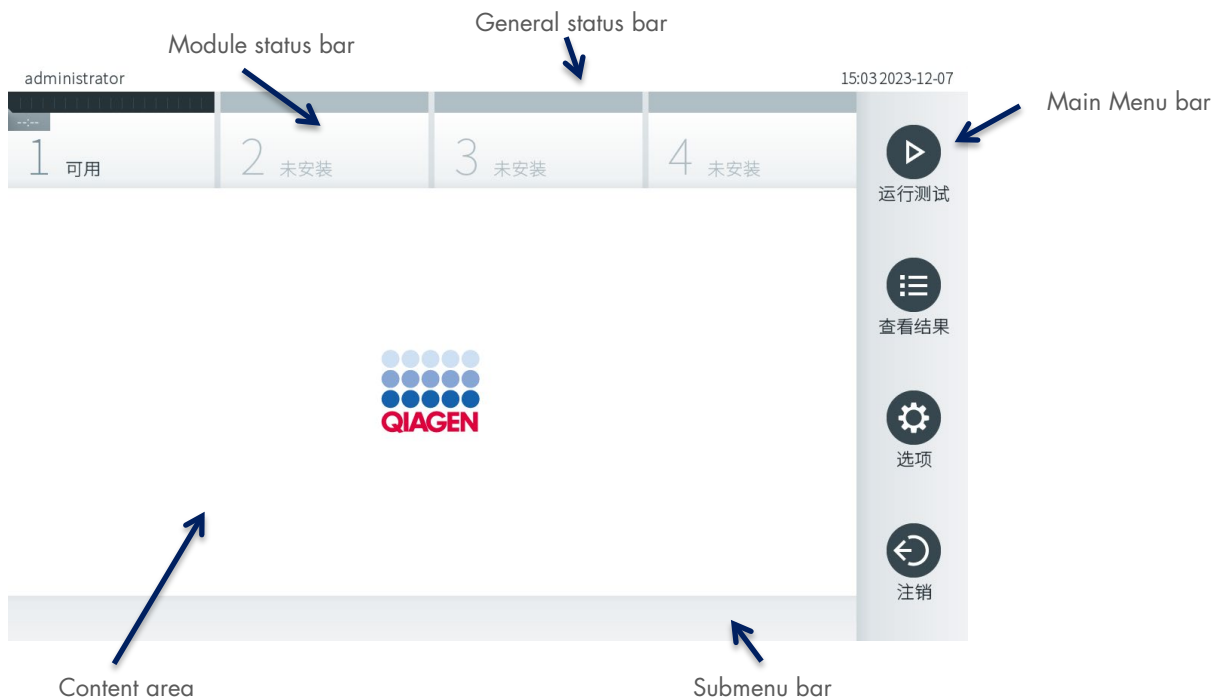 General status bar
Module status bar
administrator
15:03 2023-12-07
Main Menu bar
--:--
1 可用
2 未安装
3 未安装
4 未安装
运行测试
查看结果
QIAGEN
选项
注销
Content area
Submenu bar